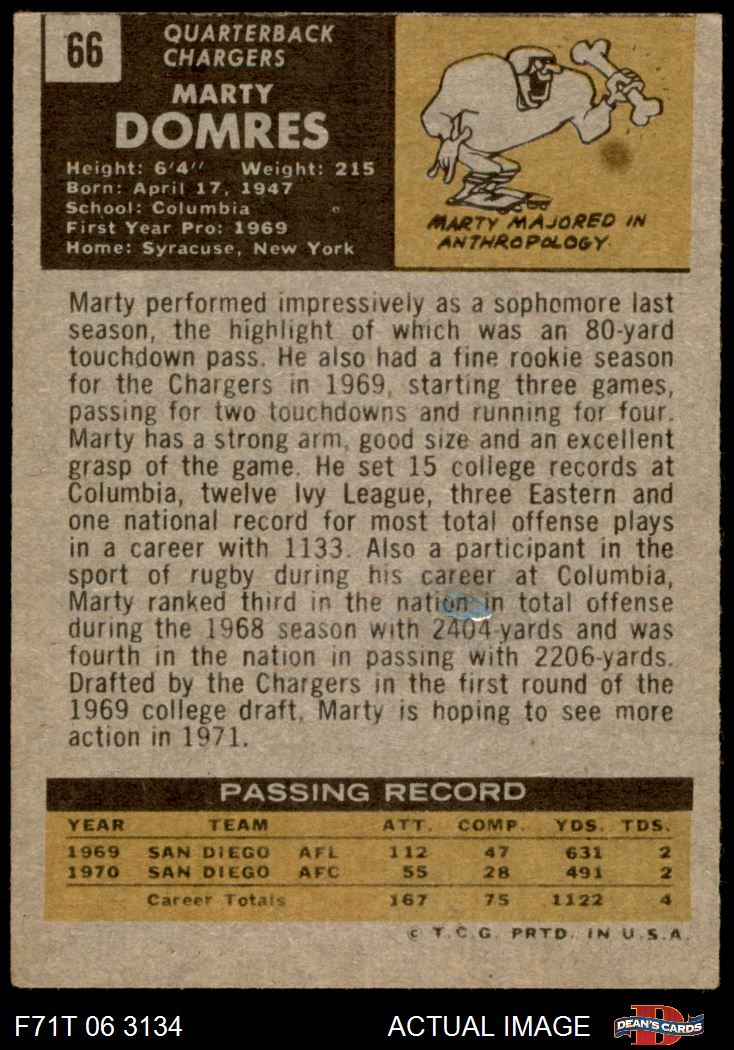 66
QUARTERBACK
CHARGERS
MARTY
DOMRES
Height: 6'4'' Weight: 215
Born: April 17, 1947
School: Columbia
First Year Pro: 1969
Home: Syracuse, New York
MARTY MAJORED IN
ANTHROPOLOGY.
Marty performed impressively as a sophomore last
season, the highlight of which was an 80-yard
touchdown pass. He also had a fine rookie season
for the Chargers in 1969, starting three games,
passing for two touchdowns and running for four.
Marty has a strong arm, good size and an excellent
grasp of the game. He set 15 college records at
Columbia, twelve Ivy League, three Eastern and
one national record for most total offense plays
in a career with 1133. Also a participant in the
sport of rugby during his career at Columbia,
Marty ranked third in the nation in total offense
during the 1968 season with 2404-yards and was
fourth in the nation in passing with 2206-yards.
Drafted by the Chargers in the first round of the
1969 college draft, Marty is hoping to see more
action in 1971.
PASSING RECORD
YEAR TEAM ATT. COMP. YDS. TDS.
1969 SAN DIEGO AFL 112 47 631 2
1970 SAN DIEGO AFC 55 28 491 2
Career Totals 167 75 1122 4
© T.C.G. PRTD. IN U.S.A.
F71T 06 3134 ACTUAL IMAGE D DEAN'S CARDS